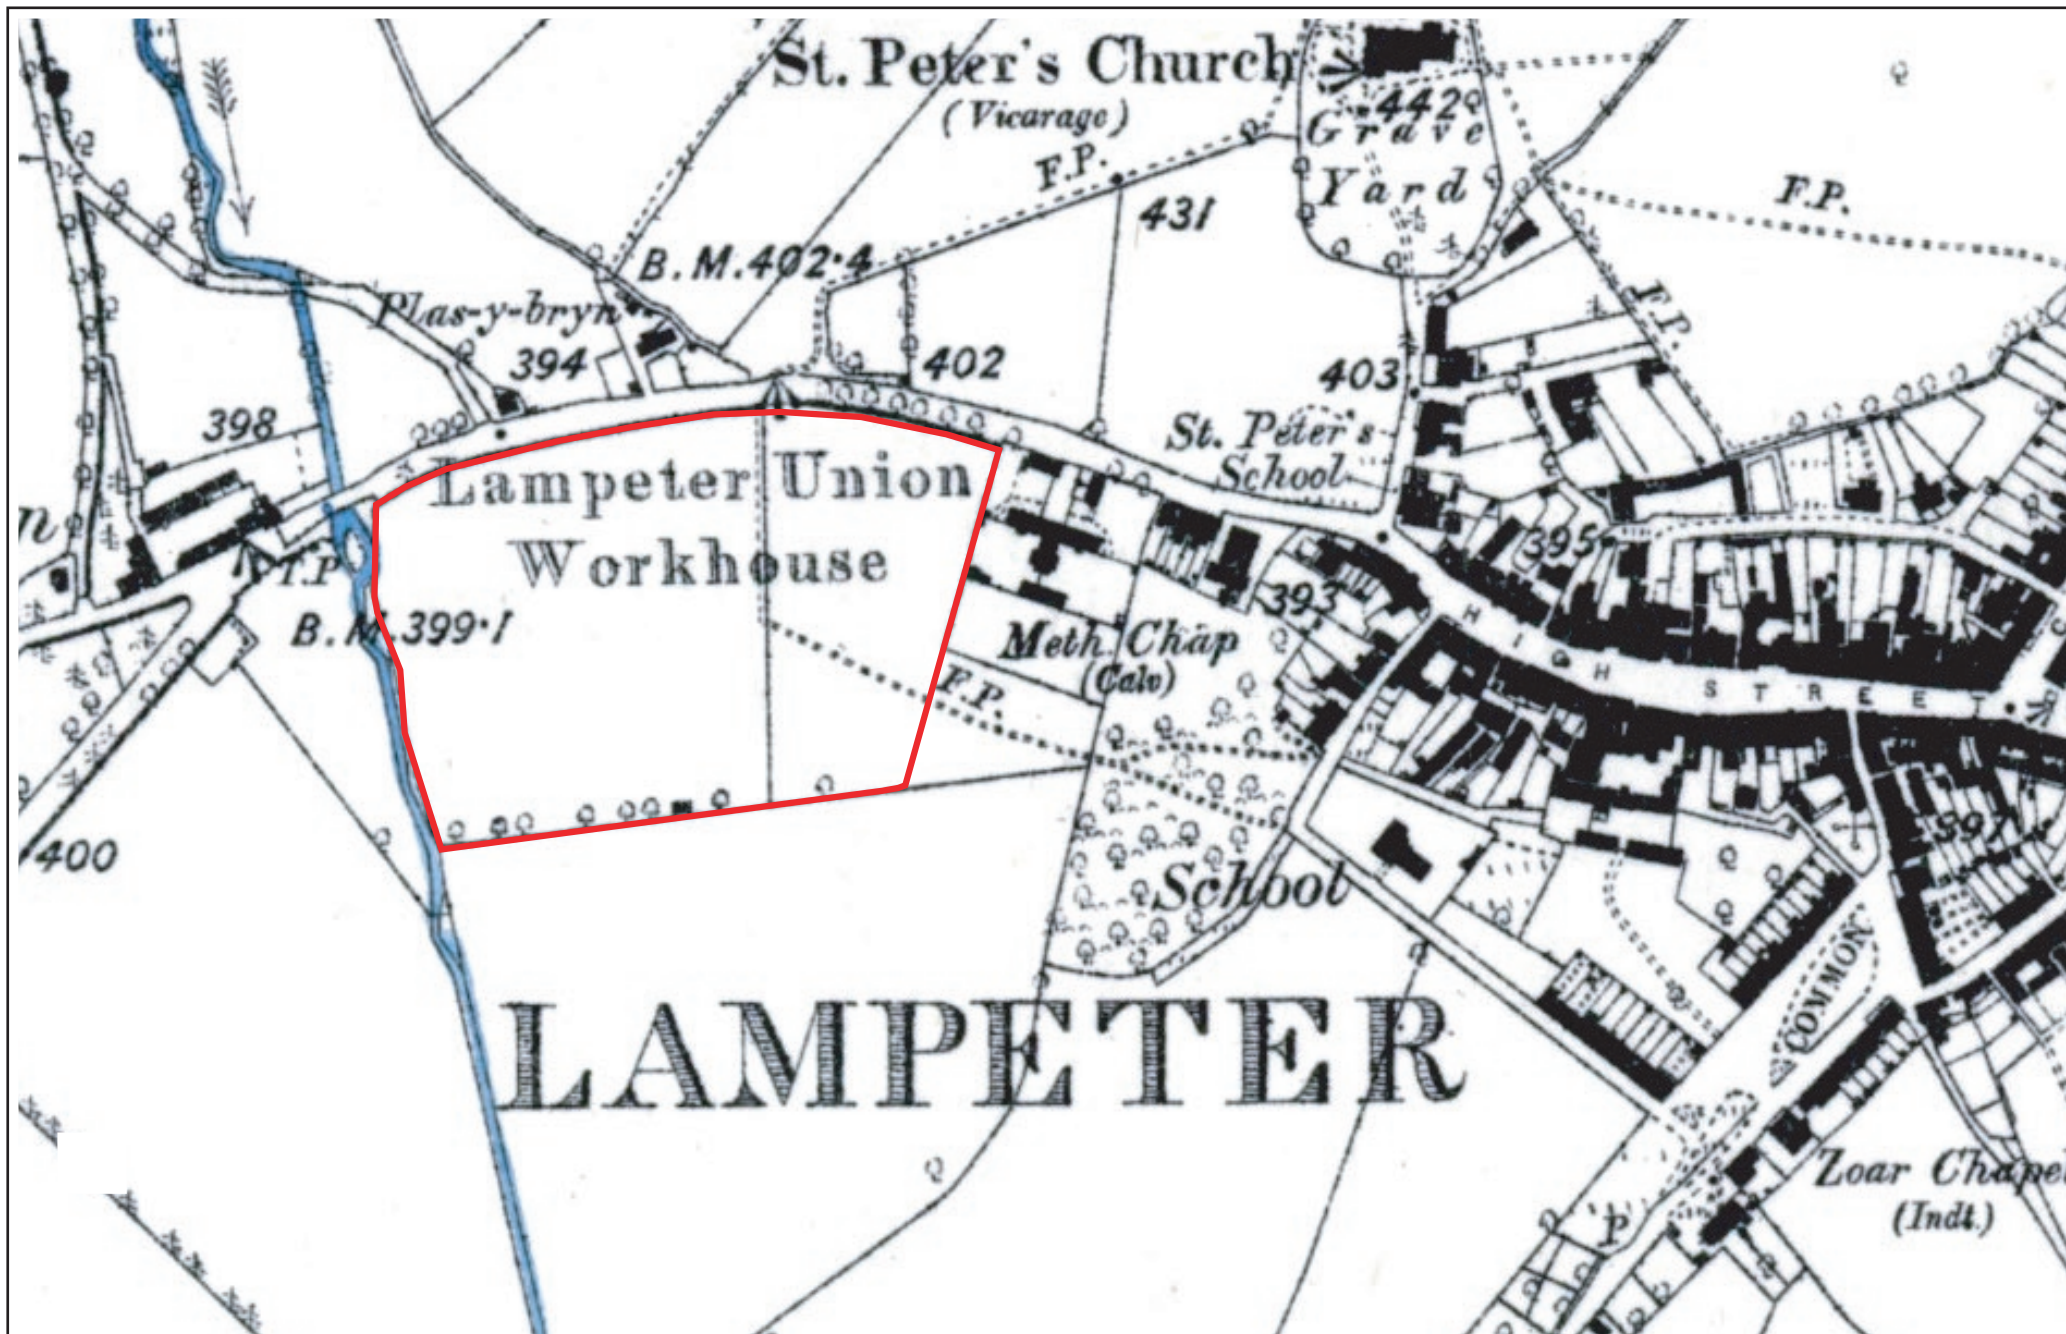 St. Peter's Church
(Vicarage)
442
Grave
Yard
F.P.
F.P.
431
B.M.402·4
Plas-y-bryn
394
402
403
F.P.
398
St. Peter's
School
Lampeter Union
Workhouse
395
n
T.P
393
B.M.399·1
HIGH STREET
Meth. Chap
(Calv)
F.P.
397
400
School
COMMON
LAMPETER
Zoar Chapel
(Indt.)
P